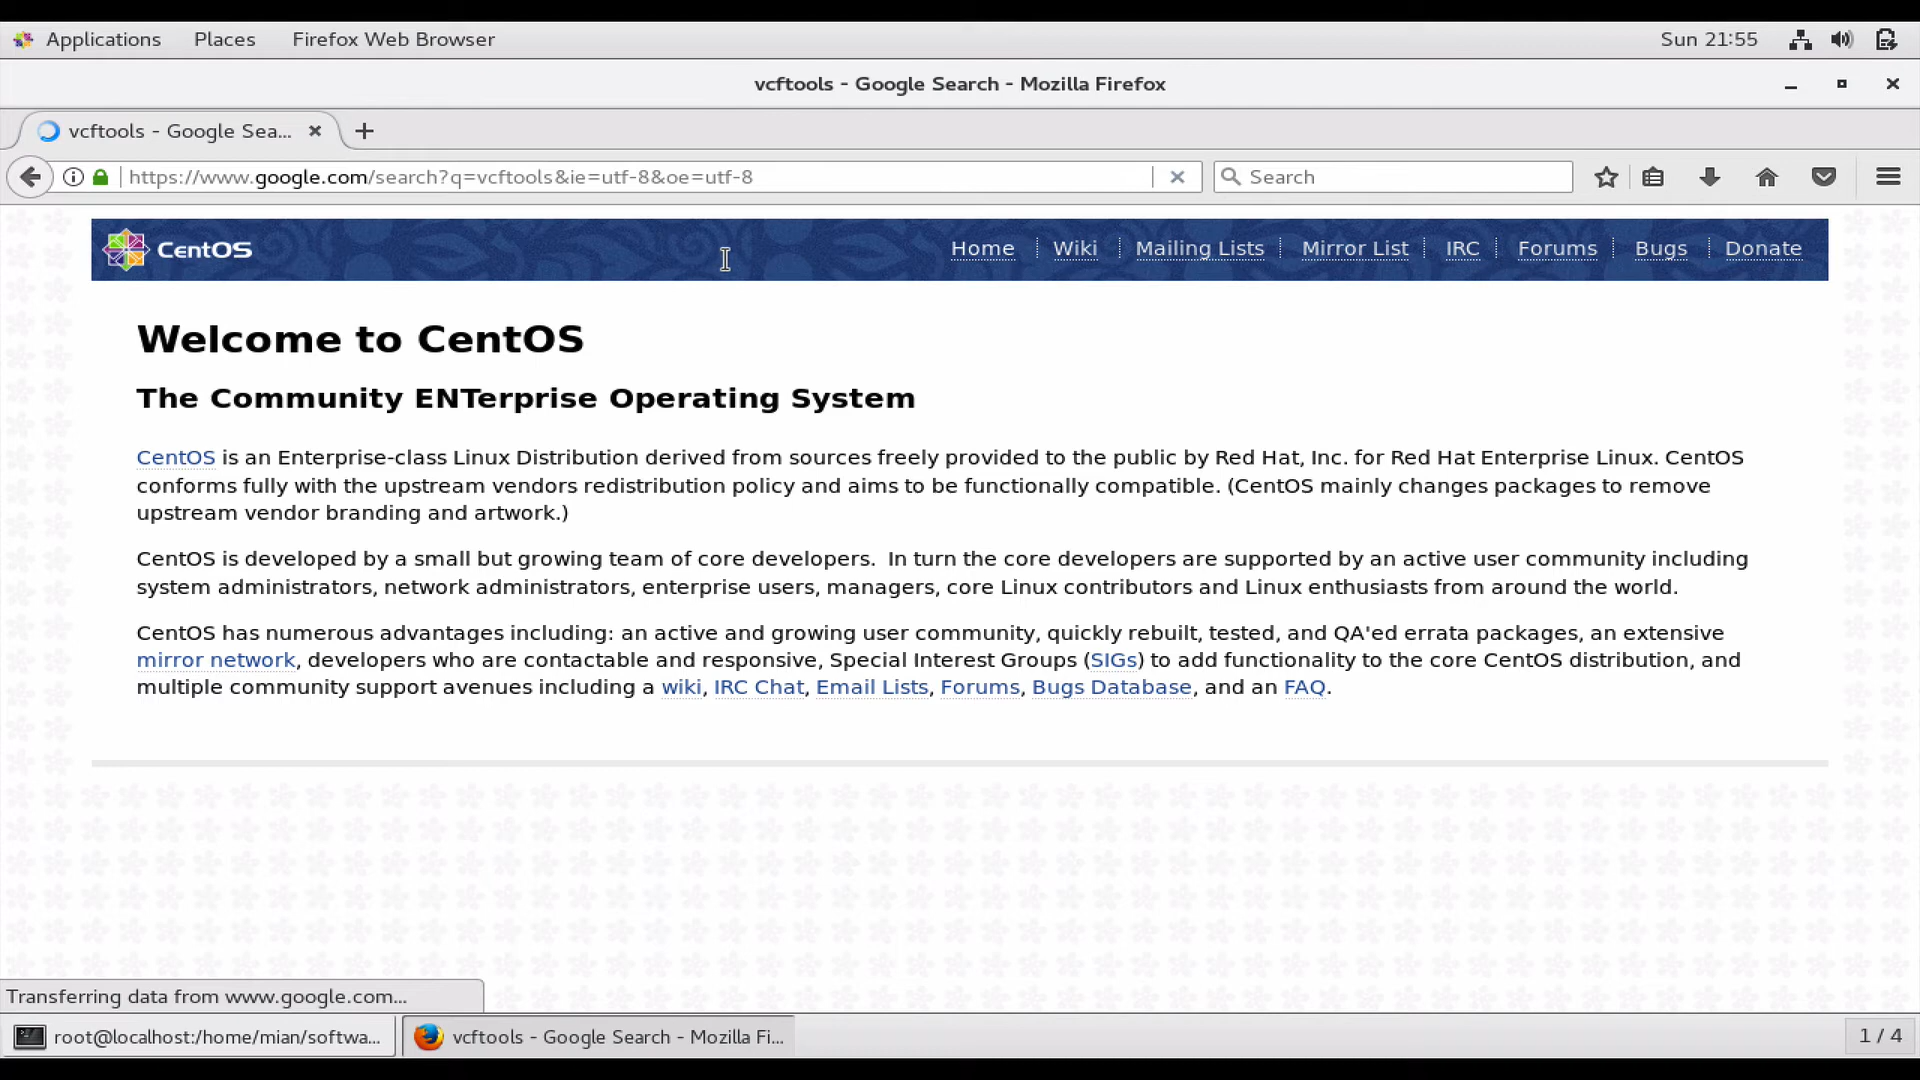 Applications Places Firefox Web Browser Sun 21:55
vcftools - Google Search - Mozilla Firefox
vcftools - Google Sea...
https://www.google.com/search?q=vcftools&ie=utf-8&oe=utf-8 Search
CentOS Home Wiki Mailing Lists Mirror List IRC Forums Bugs Donate
Welcome to CentOS
The Community ENTerprise Operating System
CentOS is an Enterprise-class Linux Distribution derived from sources freely provided to the public by Red Hat, Inc. for Red Hat Enterprise Linux. CentOS
conforms fully with the upstream vendors redistribution policy and aims to be functionally compatible. (CentOS mainly changes packages to remove
upstream vendor branding and artwork.)
CentOS is developed by a small but growing team of core developers.  In turn the core developers are supported by an active user community including
system administrators, network administrators, enterprise users, managers, core Linux contributors and Linux enthusiasts from around the world.
CentOS has numerous advantages including: an active and growing user community, quickly rebuilt, tested, and QA'ed errata packages, an extensive
mirror network, developers who are contactable and responsive, Special Interest Groups (SIGs) to add functionality to the core CentOS distribution, and
multiple community support avenues including a wiki, IRC Chat, Email Lists, Forums, Bugs Database, and an FAQ.
Transferring data from www.google.com...
root@localhost:/home/mian/softwa... vcftools - Google Search - Mozilla Fi... 1 / 4